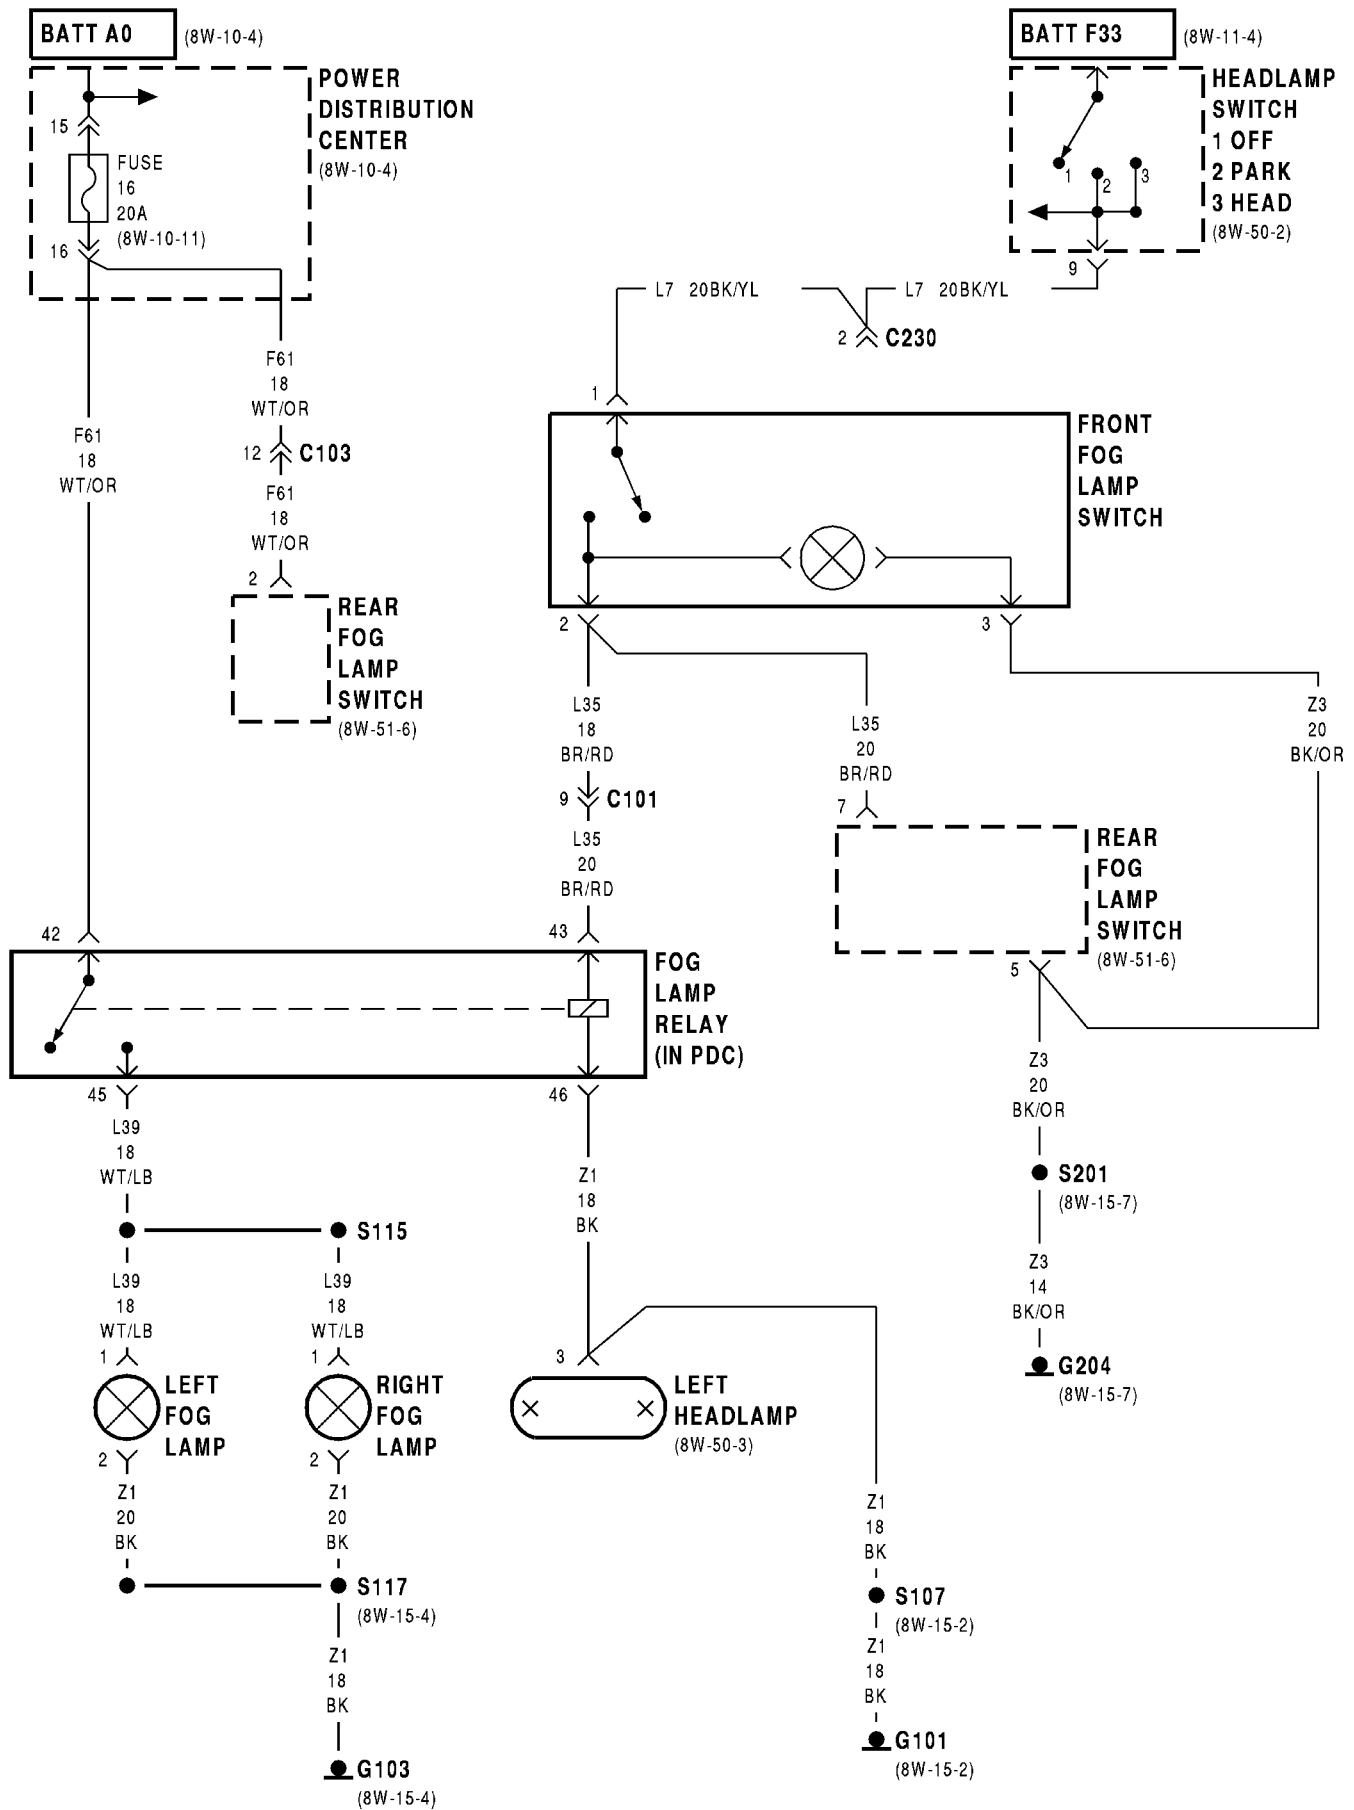 BATT A0
(8W-10-4)
POWER
DISTRIBUTION
CENTER
(8W-10-4)
15
FUSE
16
20A
(8W-10-11)
16
BATT F33
(8W-11-4)
HEADLAMP
SWITCH
1 OFF
2 PARK
3 HEAD
(8W-50-2)
1
2
3
9
L7 20BK/YL
L7 20BK/YL
2
C230
F61
18
WT/OR
12
C103
F61
18
WT/OR
2
REAR
FOG
LAMP
SWITCH
(8W-51-6)
F61
18
WT/OR
1
FRONT
FOG
LAMP
SWITCH
2
3
L35
18
BR/RD
9
C101
L35
20
BR/RD
L35
20
BR/RD
7
Z3
20
BK/OR
REAR
FOG
LAMP
SWITCH
(8W-51-6)
5
42
43
FOG
LAMP
RELAY
(IN PDC)
45
46
L39
18
WT/LB
S115
L39
18
WT/LB
L39
18
WT/LB
1
1
LEFT
FOG
LAMP
RIGHT
FOG
LAMP
2
2
Z1
20
BK
Z1
20
BK
S117
(8W-15-4)
Z1
18
BK
G103
(8W-15-4)
Z1
18
BK
3
LEFT
HEADLAMP
(8W-50-3)
Z1
18
BK
S107
(8W-15-2)
Z1
18
BK
G101
(8W-15-2)
Z3
20
BK/OR
S201
(8W-15-7)
Z3
14
BK/OR
G204
(8W-15-7)